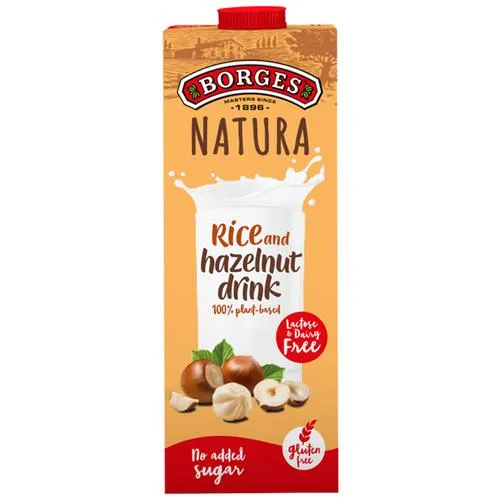 BORGES
MASTERS SINCE
- 1896 -
NATURA
Rice and
hazelnut
drink
100% plant-based
Lactose
& Dairy
Free
No added
sugar
gluten
free